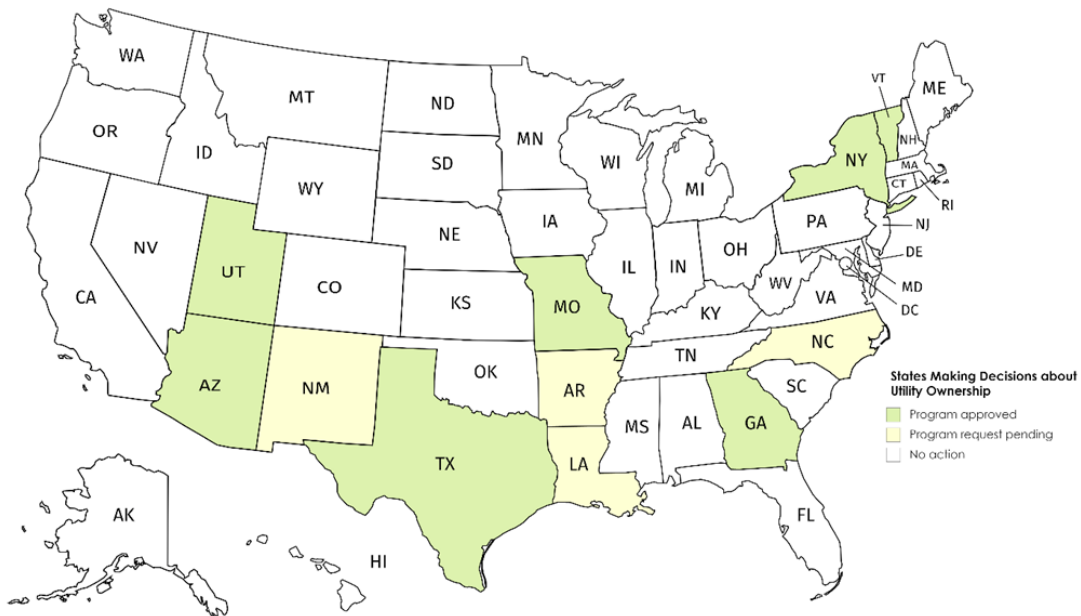 WA
MT
ND
MN
ME
VT
OR
ID
SD
WI
MI
NY
NH
MA
CT
RI
WY
IA
NE
PA
NJ
NV
UT
CO
IL
IN
OH
DE
WV
MD
VA
DC
CA
KS
MO
KY
NC
TN
AZ
NM
OK
AR
SC
MS
AL
GA
TX
LA
FL
AK
HI
States Making Decisions about
Utility Ownership
Program approved
Program request pending
No action